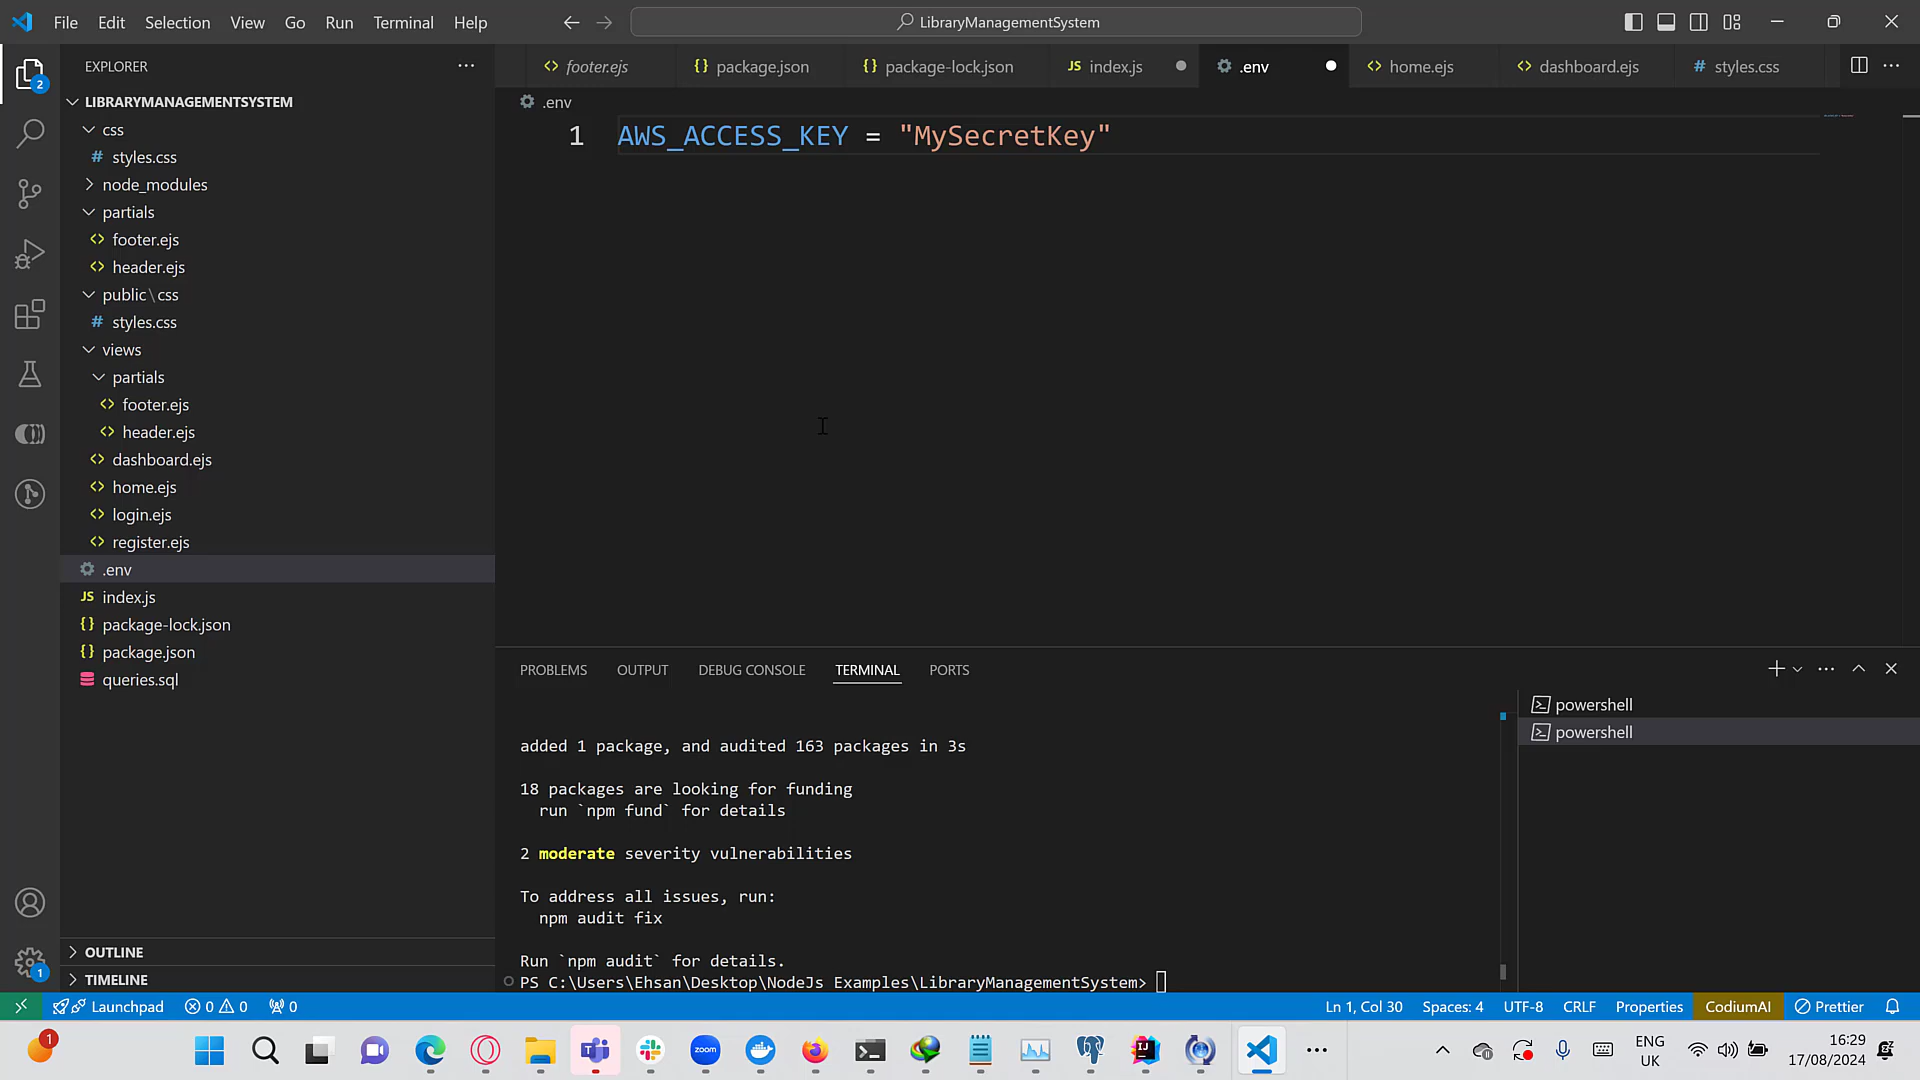 File Edit Selection View Go Run Terminal Help
LibraryManagementSystem
EXPLORER
footer.ejs
{} package.json
{} package-lock.json
JS index.js
.env
home.ejs
dashboard.ejs
# styles.css
2
LIBRARYMANAGEMENTSYSTEM
css
# styles.css
node_modules
partials
footer.ejs
header.ejs
public\css
# styles.css
views
partials
footer.ejs
header.ejs
dashboard.ejs
home.ejs
login.ejs
register.ejs
.env
JS index.js
{} package-lock.json
{} package.json
queries.sql
OUTLINE
TIMELINE
1
.env
1 AWS_ACCESS_KEY = "MySecretKey"
PROBLEMS OUTPUT DEBUG CONSOLE TERMINAL PORTS
powershell
powershell
added 1 package, and audited 163 packages in 3s
18 packages are looking for funding
run `npm fund` for details
2 moderate severity vulnerabilities
To address all issues, run:
npm audit fix
Run `npm audit` for details.
PS C:\Users\Ehsan\Desktop\NodeJs Examples\LibraryManagementSystem>
Launchpad 0 0 0
Ln 1, Col 30 Spaces: 4 UTF-8 CRLF Properties CodiumAI Prettier
1
zoom
IJ
ENG
UK
16:29
17/08/2024